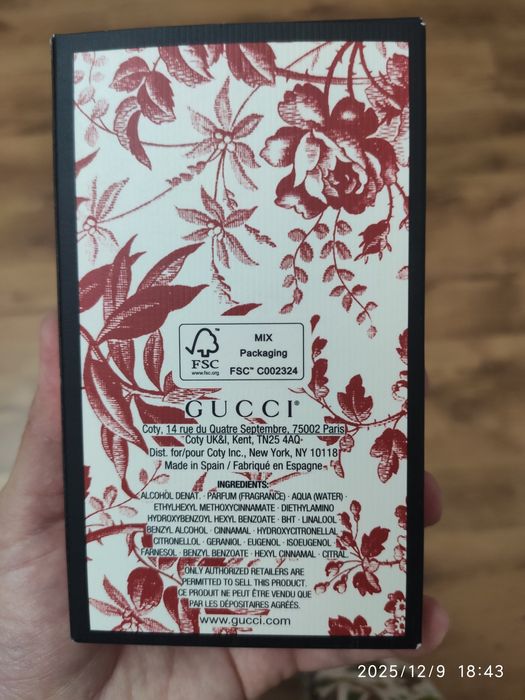 FSC
www.fsc.org
MIX
Packaging
FSC™ C002324
GUCCI®
Coty, 14 rue du Quatre Septembre, 75002 Paris
Coty UK&I, Kent, TN25 4AQ
Dist. for/pour Coty Inc., New York, NY 10118
Made in Spain / Fabriqué en Espagne
INGREDIENTS:
ALCOHOL DENAT. · PARFUM (FRAGRANCE) · AQUA (WATER) ·
ETHYLHEXYL METHOXYCINNAMATE · DIETHYLAMINO
HYDROXYBENZOYL HEXYL BENZOATE · BHT · LINALOOL ·
BENZYL ALCOHOL · CINNAMAL · HYDROXYCITRONELLAL ·
CITRONELLOL · GERANIOL · EUGENOL · ISOEUGENOL ·
FARNESOL · BENZYL BENZOATE · HEXYL CINNAMAL · CITRAL
ONLY AUTHORIZED RETAILERS ARE
PERMITTED TO SELL THIS PRODUCT.
CE PRODUIT NE PEUT ÊTRE VENDU QUE
PAR LES DÉPOSITAIRES AGRÉÉS.
www.gucci.com
2025/12/9 18:43